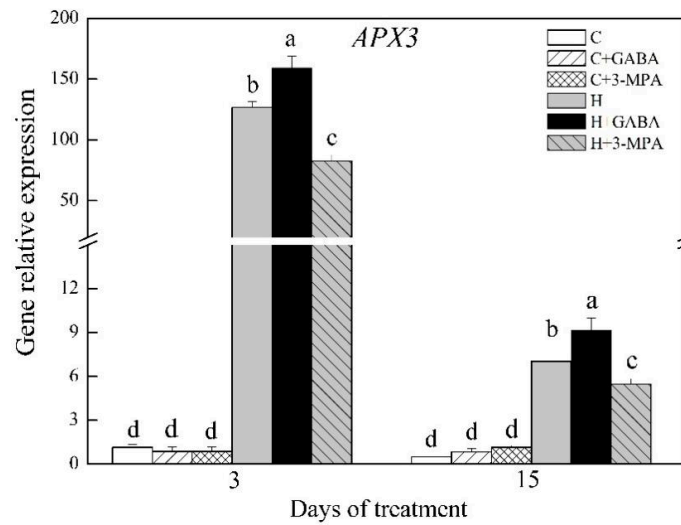 APX3
C
C+GABA
C+3-MPA
H
H+GABA
H+3-MPA
Gene relative expression
200
150
100
50
12
9
6
3
0
d d d b a c
d d d b a c
3 15
Days of treatment